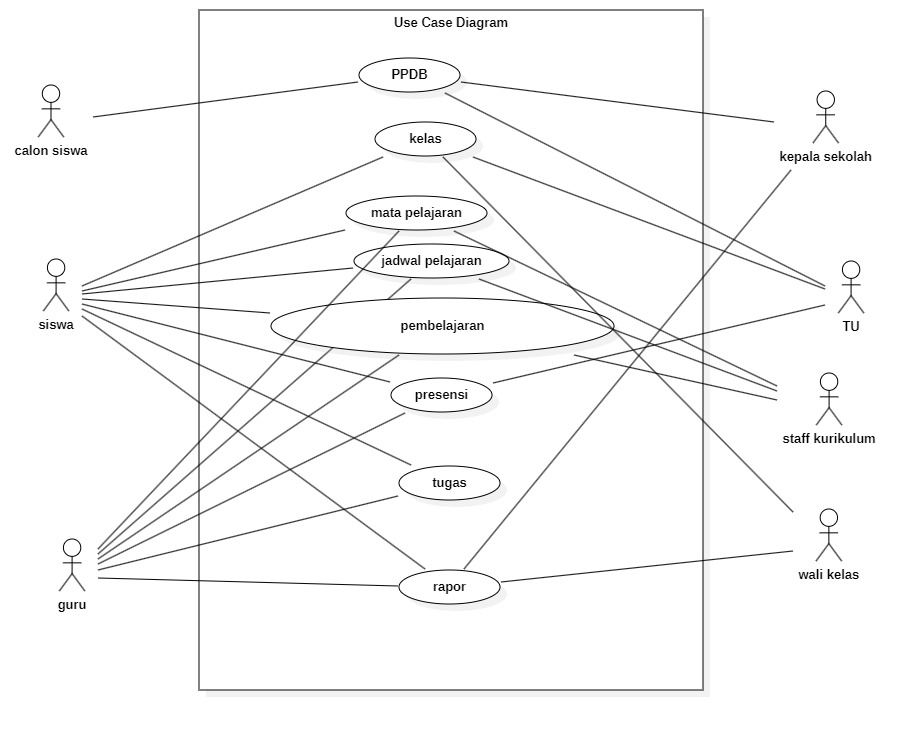 Use Case Diagram
PPDB
kelas
mata pelajaran
jadwal pelajaran
pembelajaran
presensi
tugas
rapor
calon siswa
siswa
guru
kepala sekolah
TU
staff kurikulum
wali kelas